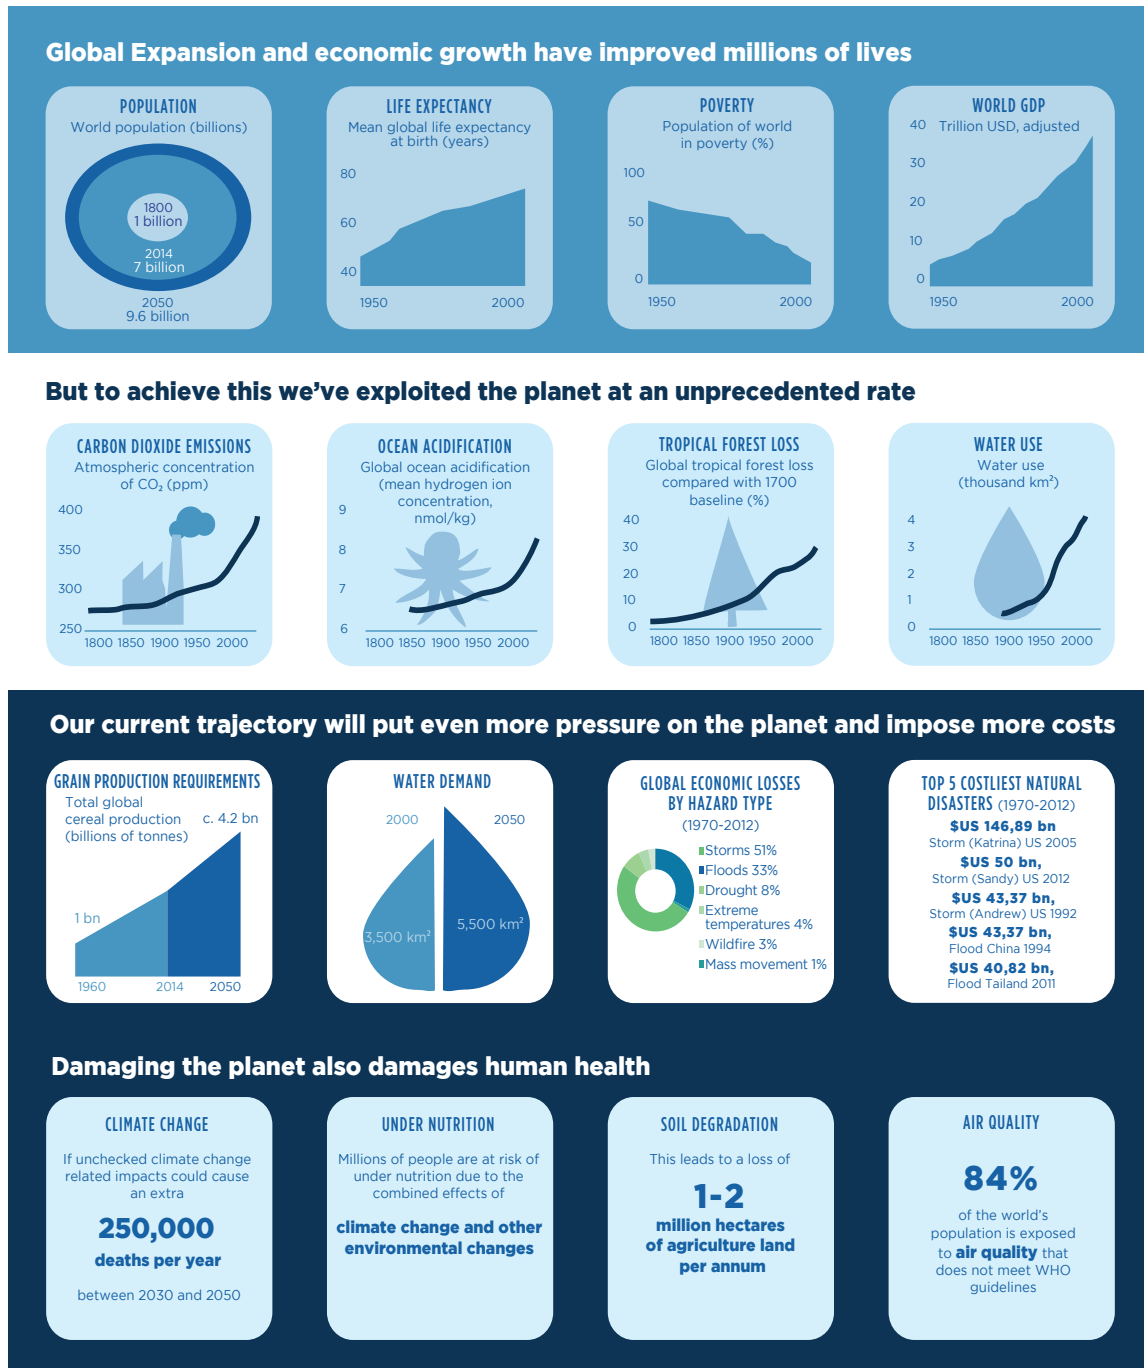 Global Expansion and economic growth have improved millions of lives
POPULATION
World population (billions)
1800
1 billion
2014
7 billion
2050
9.6 billion
LIFE EXPECTANCY
Mean global life expectancy
at birth (years)
80
60
40
1950 2000
POVERTY
Population of world
in poverty (%)
100
50
0
1950 2000
WORLD GDP
Trillion USD, adjusted
40
30
20
10
0
1950 2000
But to achieve this we’ve exploited the planet at an unprecedented rate
CARBON DIOXIDE EMISSIONS
Atmospheric concentration
of CO₂ (ppm)
400
350
300
250
1800 1850 1900 1950 2000
OCEAN ACIDIFICATION
Global ocean acidification
(mean hydrogen ion
concentration,
nmol/kg)
9
8
7
6
1800 1850 1900 1950 2000
TROPICAL FOREST LOSS
Global tropical forest loss
compared with 1700
baseline (%)
40
30
20
10
0
1800 1850 1900 1950 2000
WATER USE
Water use
(thousand km²)
4
3
2
1
0
1800 1850 1900 1950 2000
Our current trajectory will put even more pressure on the planet and impose more costs
GRAIN PRODUCTION REQUIREMENTS
Total global
cereal production
(billions of tonnes)
c. 4.2 bn
1 bn
1960 2014 2050
WATER DEMAND
2000 2050
3,500 km² 5,500 km²
GLOBAL ECONOMIC LOSSES
BY HAZARD TYPE
(1970-2012)
Storms 51%
Floods 33%
Drought 8%
Extreme
temperatures 4%
Wildfire 3%
Mass movement 1%
TOP 5 COSTLIEST NATURAL
DISASTERS (1970-2012)
$US 146,89 bn
Storm (Katrina) US 2005
$US 50 bn,
Storm (Sandy) US 2012
$US 43,37 bn,
Storm (Andrew) US 1992
$US 43,37 bn,
Flood China 1994
$US 40,82 bn,
Flood Tailand 2011
Damaging the planet also damages human health
CLIMATE CHANGE
If unchecked climate change
related impacts could cause
an extra
250,000
deaths per year
between 2030 and 2050
UNDER NUTRITION
Millions of people are at risk of
under nutrition due to the
combined effects of
climate change and other
environmental changes
SOIL DEGRADATION
This leads to a loss of
1-2
million hectares
of agriculture land
per annum
AIR QUALITY
84%
of the world’s
population is exposed
to air quality that
does not meet WHO
guidelines